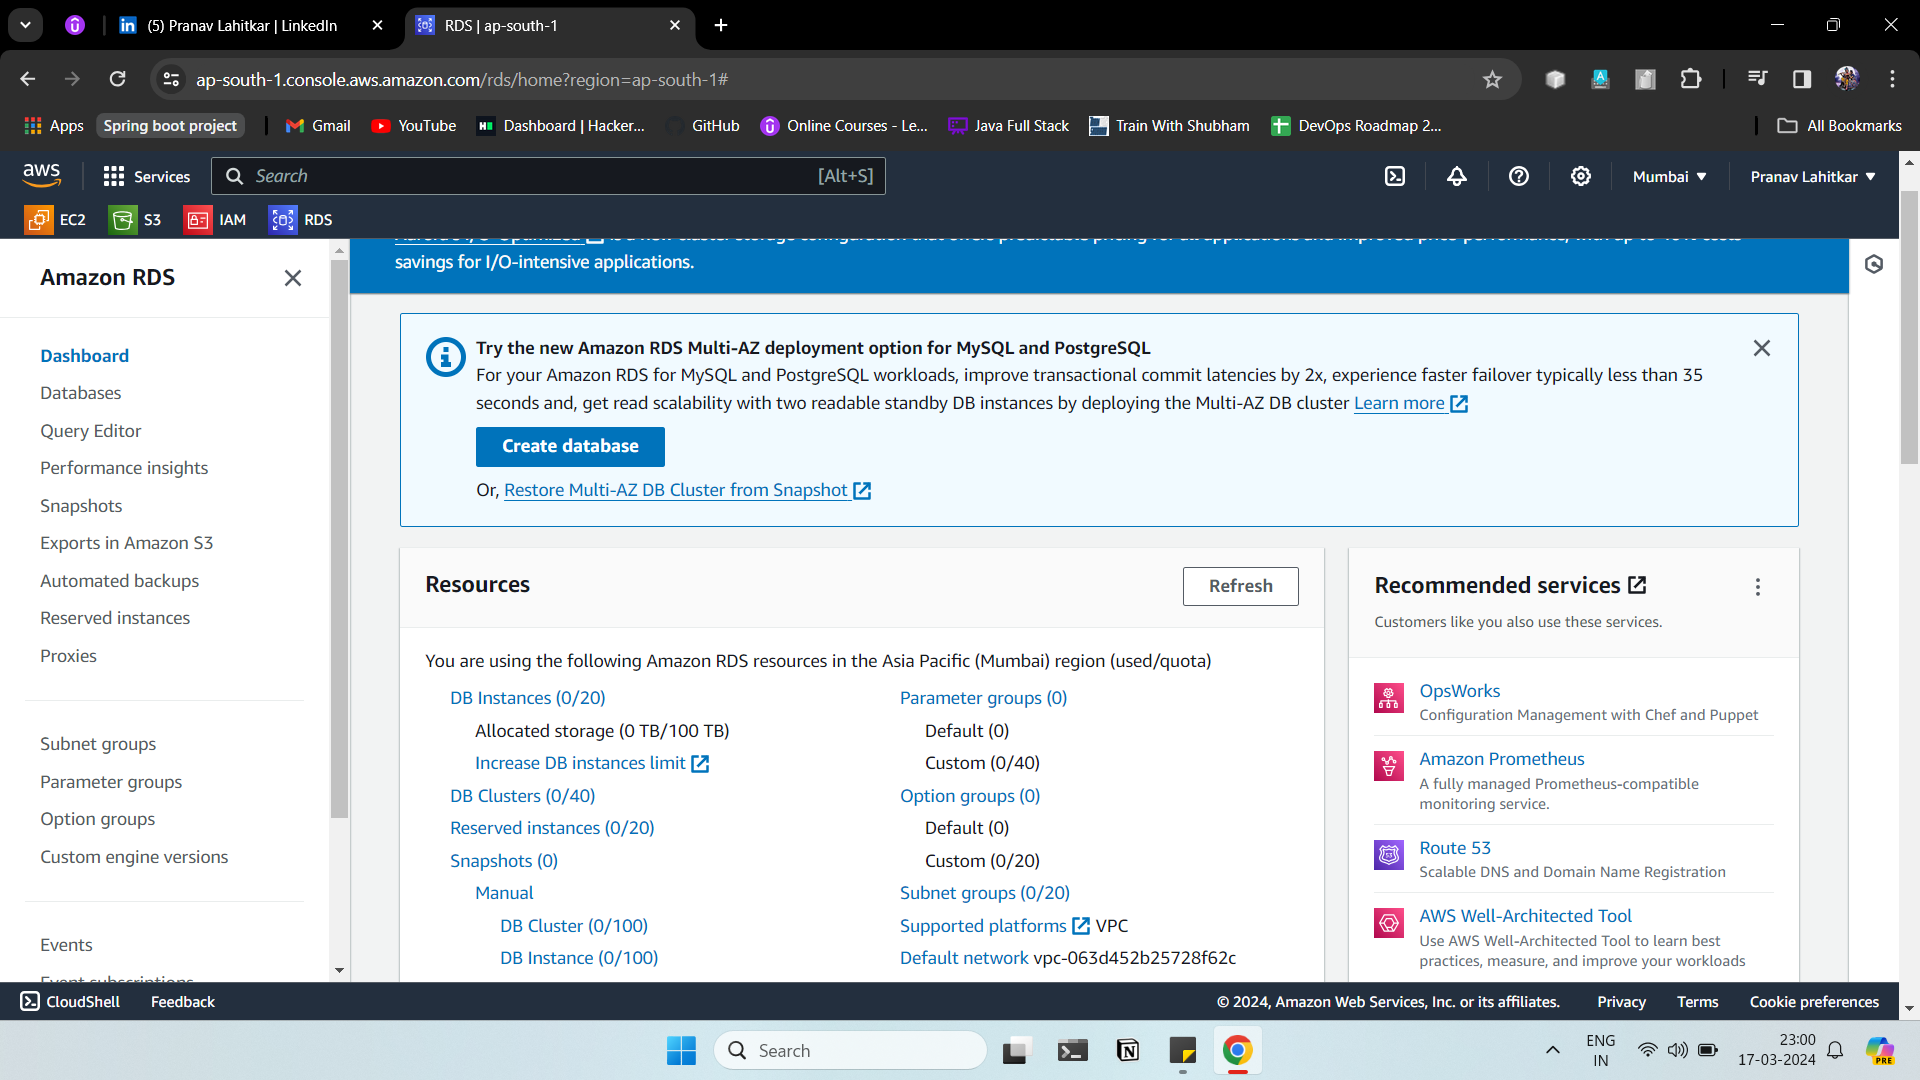 (5) Pranav Lahitkar | LinkedIn
RDS | ap-south-1
ap-south-1.console.aws.amazon.com/rds/home?region=ap-south-1#
Apps
Spring boot project
Gmail
YouTube
Dashboard | Hacker...
GitHub
Online Courses - Le...
Java Full Stack
Train With Shubham
DevOps Roadmap 2...
All Bookmarks
aws
Services
Search
[Alt+S]
Mumbai
Pranav Lahitkar
EC2
S3
IAM
RDS
Amazon RDS
Dashboard
Databases
Query Editor
Performance insights
Snapshots
Exports in Amazon S3
Automated backups
Reserved instances
Proxies
Subnet groups
Parameter groups
Option groups
Custom engine versions
Events
Event subscriptions
savings for I/O-intensive applications.
Try the new Amazon RDS Multi-AZ deployment option for MySQL and PostgreSQL
For your Amazon RDS for MySQL and PostgreSQL workloads, improve transactional commit latencies by 2x, experience faster failover typically less than 35
seconds and, get read scalability with two readable standby DB instances by deploying the Multi-AZ DB cluster Learn more
Create database
Or, Restore Multi-AZ DB Cluster from Snapshot
Resources
Refresh
You are using the following Amazon RDS resources in the Asia Pacific (Mumbai) region (used/quota)
DB Instances (0/20)
Allocated storage (0 TB/100 TB)
Increase DB instances limit
DB Clusters (0/40)
Reserved instances (0/20)
Snapshots (0)
Manual
DB Cluster (0/100)
DB Instance (0/100)
Parameter groups (0)
Default (0)
Custom (0/40)
Option groups (0)
Default (0)
Custom (0/20)
Subnet groups (0/20)
Supported platforms VPC
Default network vpc-063d452b25728f62c
Recommended services
Customers like you also use these services.
OpsWorks
Configuration Management with Chef and Puppet
Amazon Prometheus
A fully managed Prometheus-compatible
monitoring service.
Route 53
Scalable DNS and Domain Name Registration
AWS Well-Architected Tool
Use AWS Well-Architected Tool to learn best
practices, measure, and improve your workloads
CloudShell
Feedback
© 2024, Amazon Web Services, Inc. or its affiliates.
Privacy
Terms
Cookie preferences
Search
ENG
IN
23:00
17-03-2024
PRE